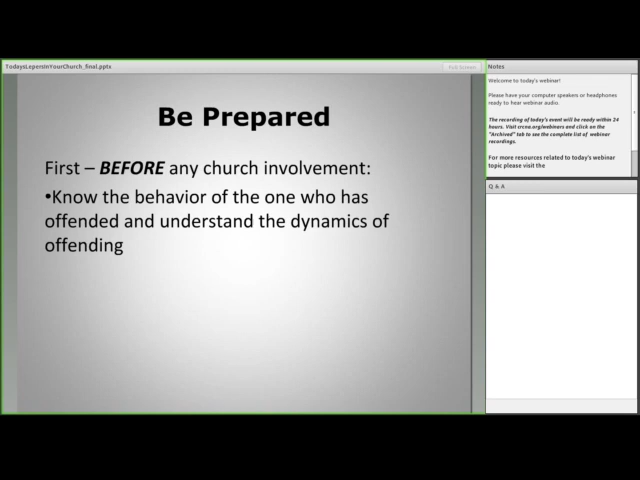 TodaysLepersInYourChurch_final.pptx
Full Screen
Be Prepared
First – BEFORE any church involvement:
•Know the behavior of the one who has
offended and understand the dynamics of
offending
Notes
Welcome to today's webinar!
Please have your computer speakers or headphones
ready to hear webinar audio.
The recording of today's event will be ready within 24
hours. Visit crcna.org/webinars and click on the
"Archived" tab to see the complete list of webinar
recordings.
For more resources related to today's webinar
topic please visit the
Q & A